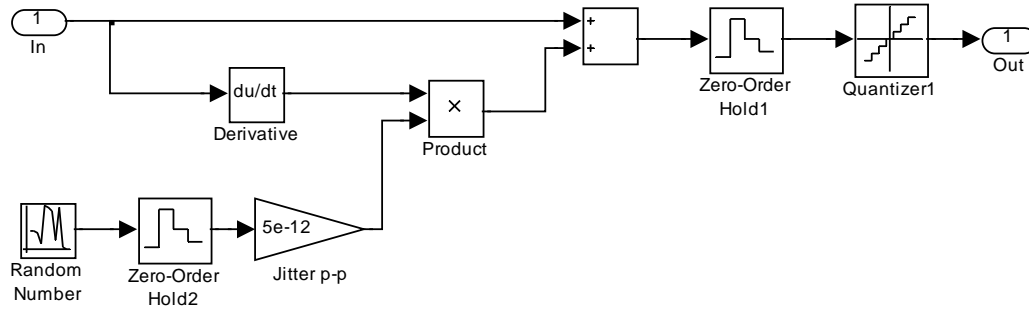 1
In
+
+
Zero-Order
Hold1
Quantizer1
1
Out
du/dt
Derivative
×
Product
Random
Number
Zero-Order
Hold2
5e-12
Jitter p-p